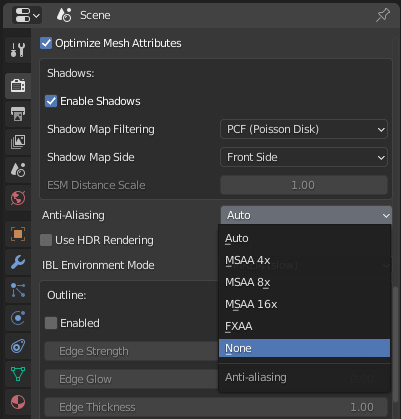 Scene
Optimize Mesh Attributes
Shadows:
Enable Shadows
Shadow Map Filtering PCF (Poisson Disk)
Shadow Map Side Front Side
ESM Distance Scale 1.00
Anti-Aliasing Auto
Use HDR Rendering
Auto
IBL Environment Mode
MSAA 4x
MSAA 8x
Outline:
MSAA 16x
Enabled
FXAA
Edge Strength
None
Edge Glow
Anti-aliasing
Edge Thickness 1.00